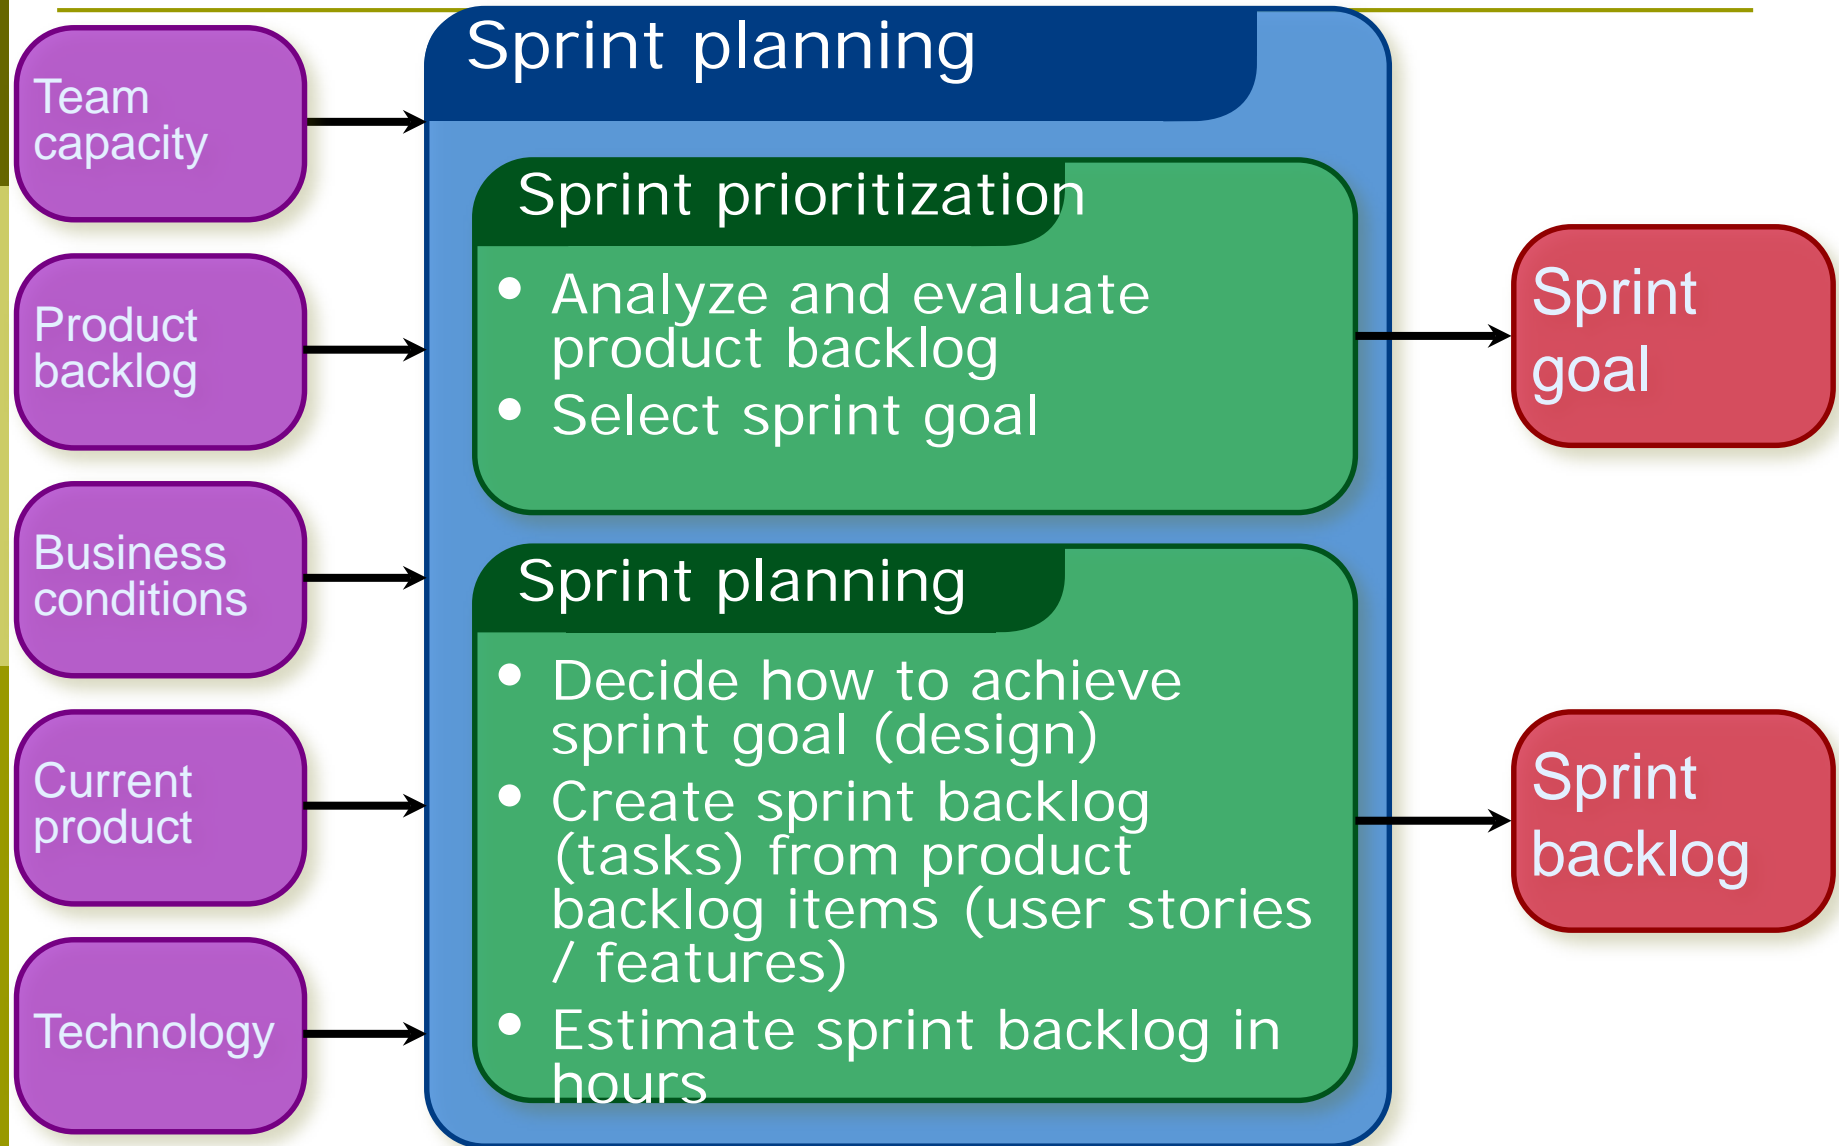 Team
capacity
Product
backlog
Business
conditions
Current
product
Technology
Sprint planning
Sprint prioritization
• Analyze and evaluate
product backlog
• Select sprint goal
Sprint planning
• Decide how to achieve
sprint goal (design)
• Create sprint backlog
(tasks) from product
backlog items (user stories
/ features)
• Estimate sprint backlog in
hours
Sprint
goal
Sprint
backlog